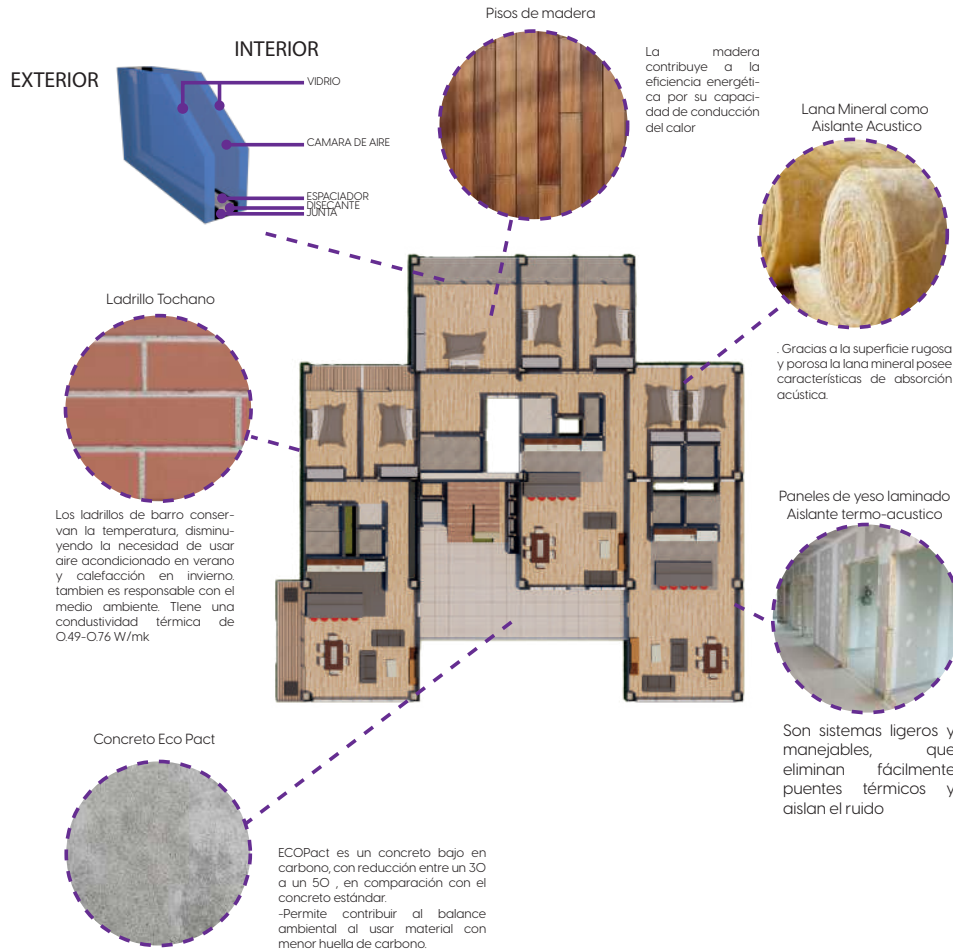 Pisos de madera
INTERIOR
EXTERIOR
VIDRIO
CAMARA DE AIRE
ESPACIADOR
DISECANTE
JUNTA
La madera
contribuye a la
eficiencia energéti-
ca por su capaci-
dad de conducción
del calor
Lana Mineral como
Aislante Acustico
. Gracias a la superficie rugosa
y porosa la lana mineral posee
características de absorción
acústica.
Ladrillo Tochano
Los ladrillos de barro conser-
van la temperatura, disminu-
yendo la necesidad de usar
aire acondicionado en verano
y calefacción en invierno.
tambien es responsable con el
medio ambiente. TIene una
condustividad térmica de
0.49-0.76 W/mk
Paneles de yeso laminado
Aislante termo-acustico
Son sistemas ligeros y
manejables, que
eliminan fácilmente
puentes térmicos y
aislan el ruido
Concreto Eco Pact
ECOPact es un concreto bajo en
carbono, con reducción entre un 30
a un 50 , en comparación con el
concreto estándar.
-Permite contribuir al balance
ambiental al usar material con
menor huella de carbono.